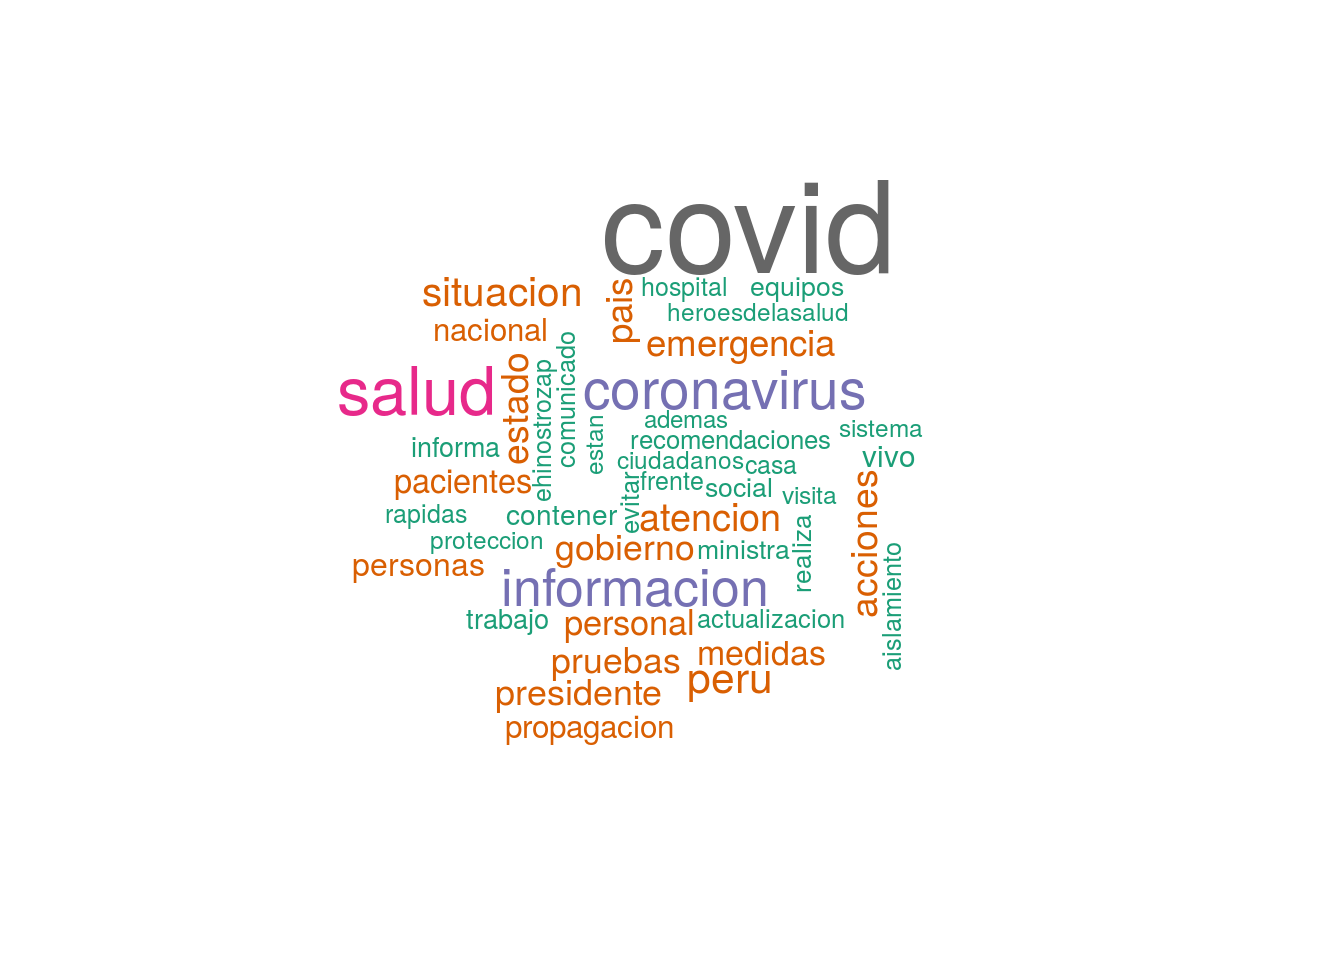 covid
situacion
pais
hospital
equipos
heroesdelasalud
nacional
emergencia
salud
estado
ehinostrozap
comunicado
coronavirus
estan
ademas
informa
recomendaciones
sistema
ciudadanos
casa
vivo
pacientes
evitar
frente
social
visita
acciones
rapidas
contener
atencion
proteccion
gobierno
ministra
realiza
personas
informacion
aislamiento
trabajo
personal
actualizacion
pruebas
medidas
peru
presidente
propagacion